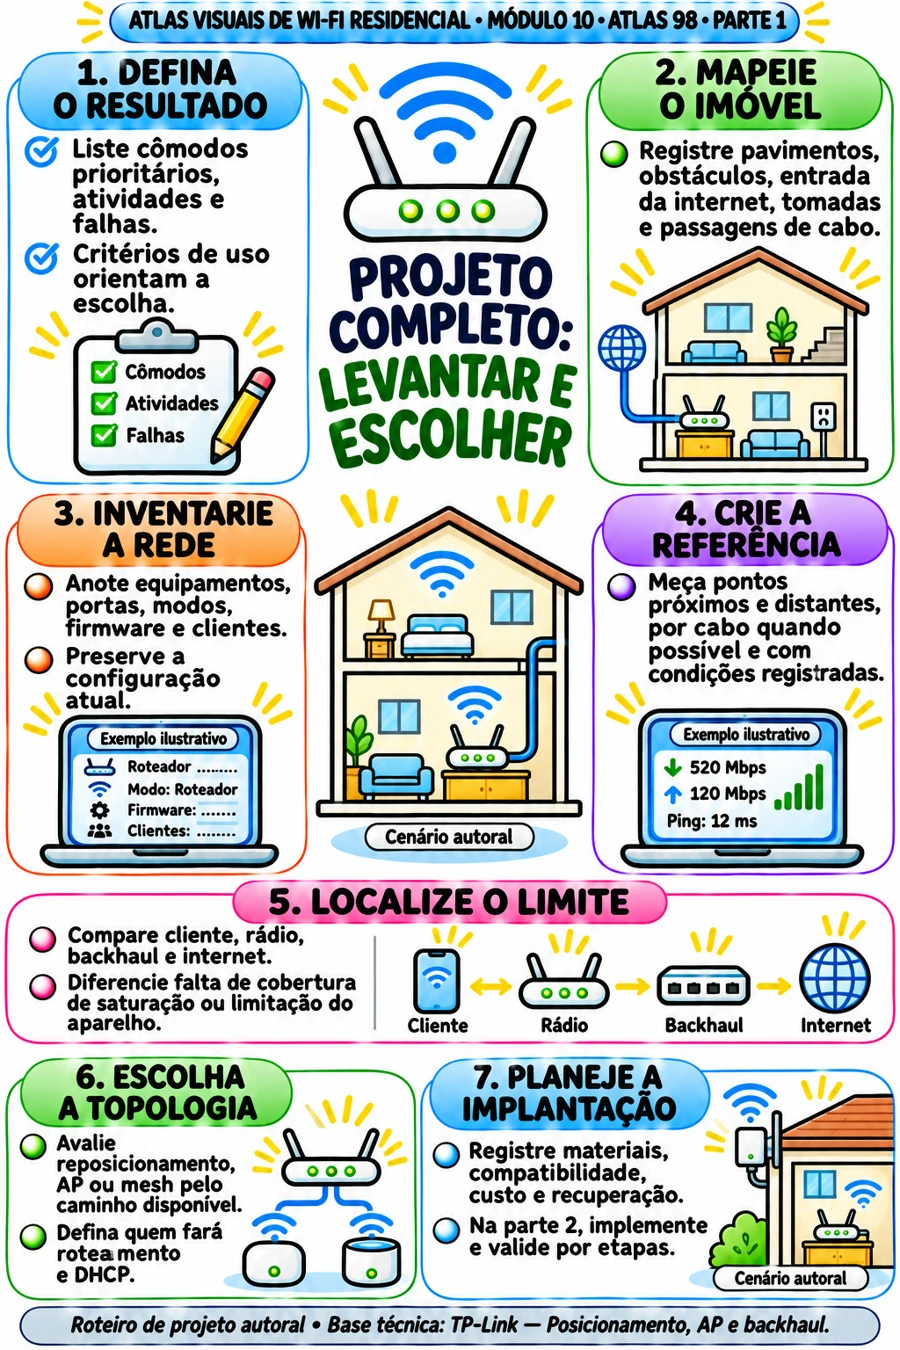 ATLAS VISUAIS DE WI-FI RESIDENCIAL • MÓDULO 10 • ATLAS 98 • PARTE 1
1. DEFINA
O RESULTADO
Liste cômodos
prioritários,
atividades e
falhas.
Critérios de uso
orientam a
escolha.
Cômodos
Atividades
Falhas
PROJETO
COMPLETO:
LEVANTAR E
ESCOLHER
2. MAPEIE
O IMÓVEL
Registre pavimentos,
obstáculos, entrada
da internet, tomadas
e passagens de cabo.
3. INVENTARIE
A REDE
Anote equipamentos,
portas, modos,
firmware e clientes.
Preserve a
configuração
atual.
Exemplo ilustrativo
Roteador .........
Modo: Roteador
Firmware: .......
Clientes: ........
Cenário autoral
4. CRIE A
REFERÊNCIA
Meça pontos
próximos e distantes,
por cabo quando
possível e com
condições registradas.
Exemplo ilustrativo
520 Mbps
120 Mbps
Ping: 12 ms
5. LOCALIZE O LIMITE
Compare cliente, rádio,
backhaul e internet.
Diferencie falta de cobertura
de saturação ou limitação do
aparelho.
Cliente
Rádio
Backhaul
Internet
6. ESCOLHA
A TOPOLOGIA
Avalie
reposicionamento,
AP ou mesh pelo
caminho disponível.
Defina quem fará
roteamento
e DHCP.
7. PLANEJE A
IMPLANTAÇÃO
Registre materiais,
compatibilidade,
custo e recuperação.
Na parte 2, implemente
e valide por etapas.
Cenário autoral
Roteiro de projeto autoral • Base técnica: TP-Link — Posicionamento, AP e backhaul.